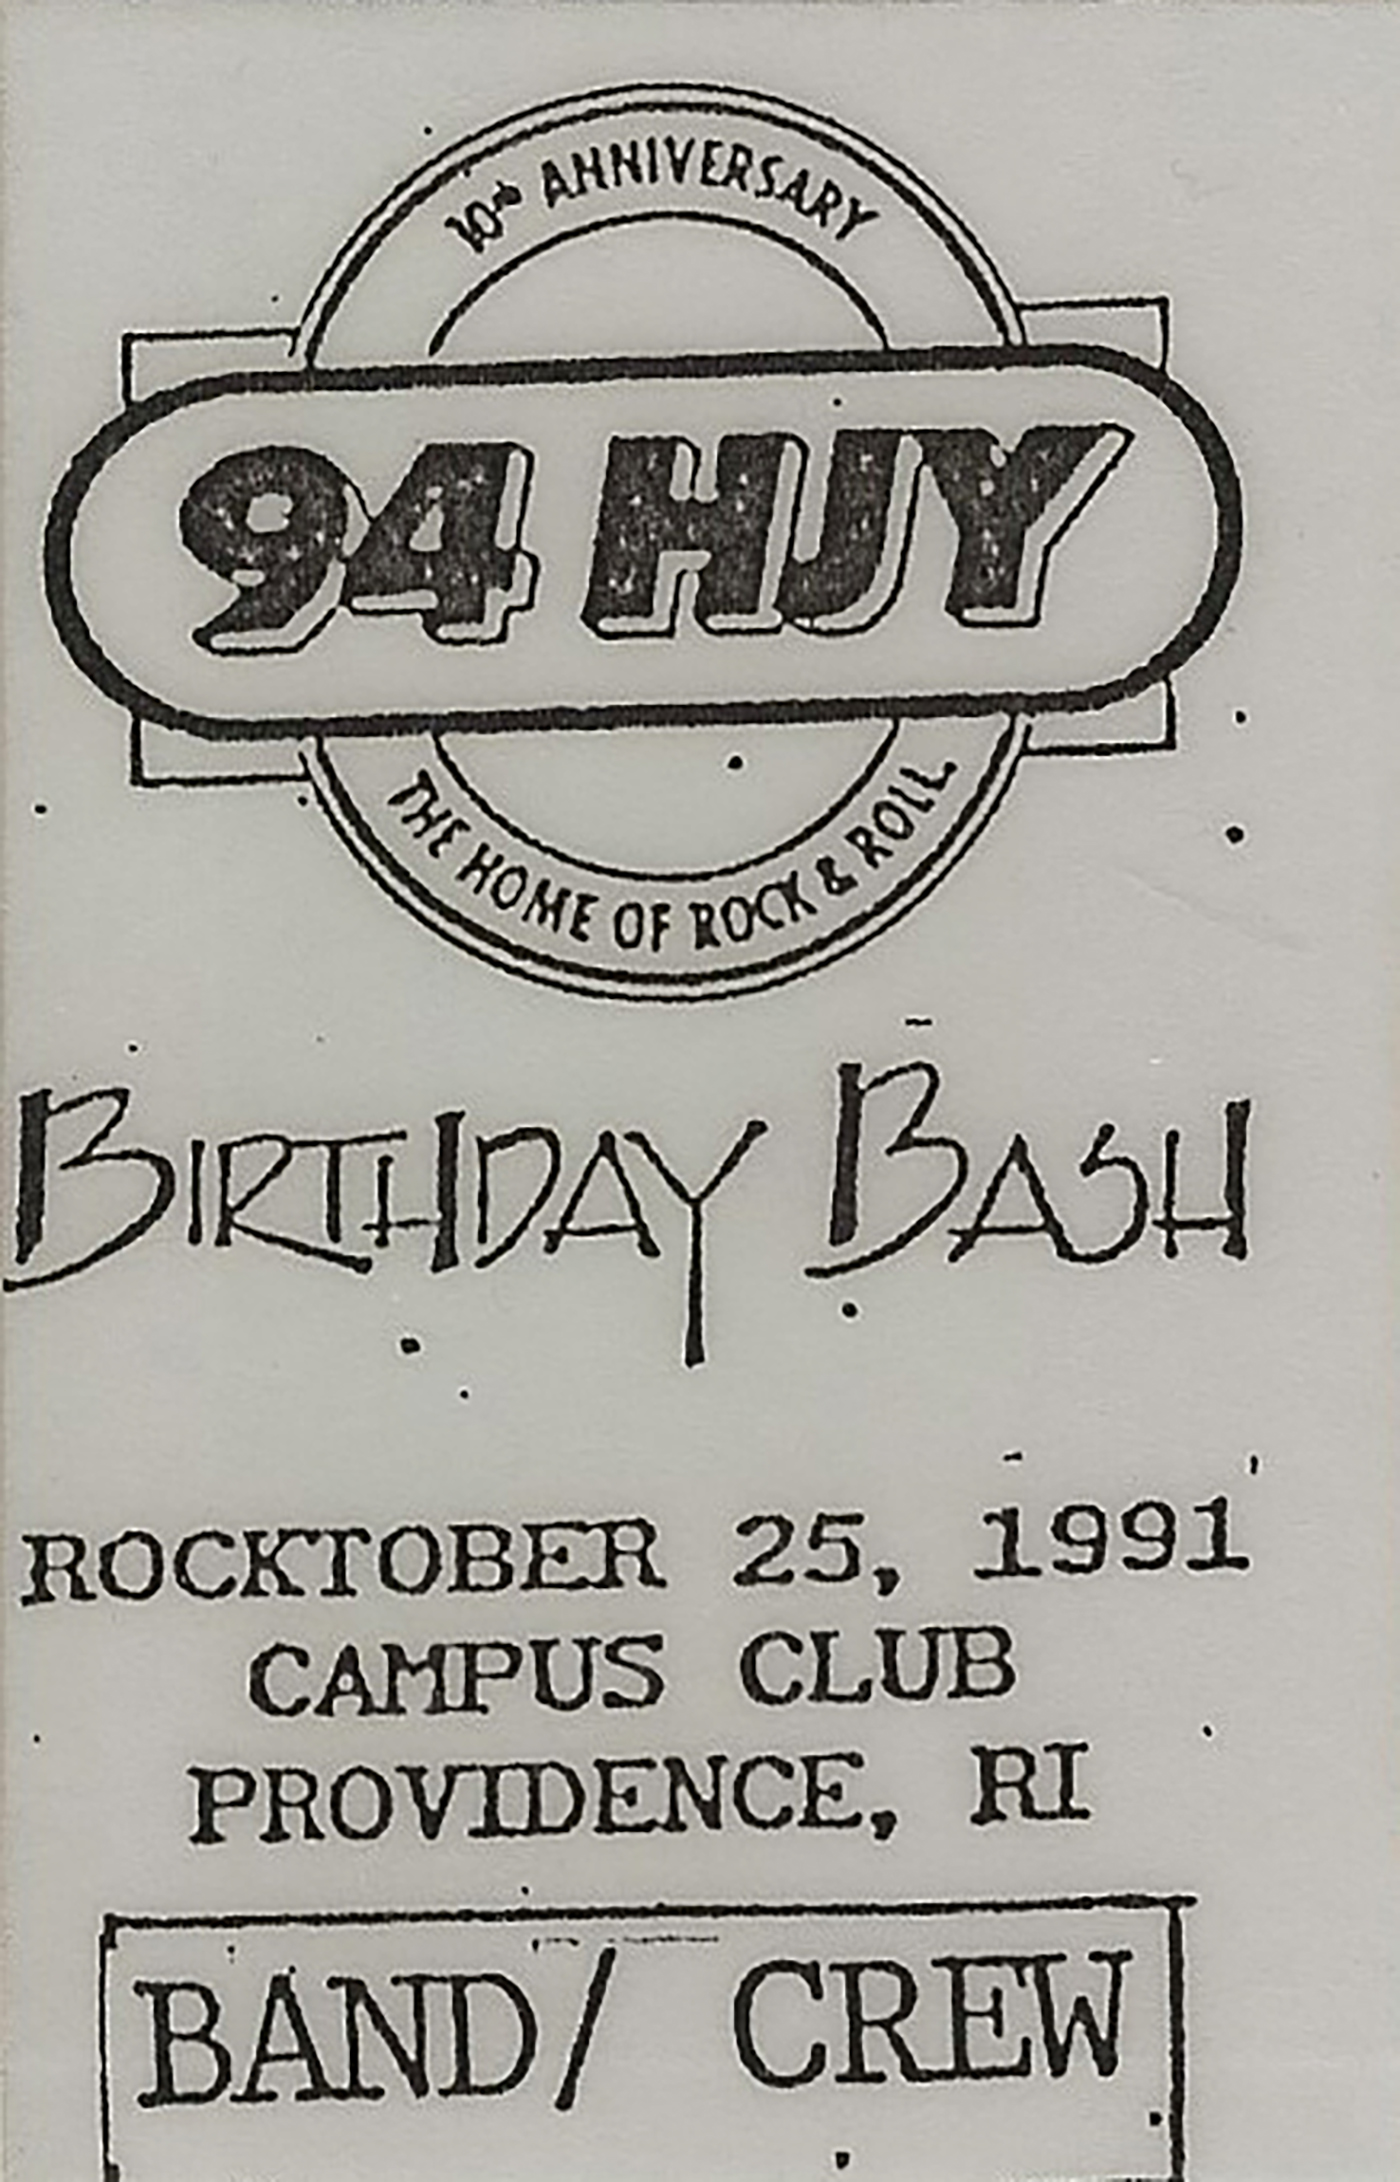 10th ANNIVERSARY
94 HJY
THE HOME OF ROCK & ROLL
BIRTHDAY BASH
ROCKTOBER 25, 1991
CAMPUS CLUB
PROVIDENCE, RI
BAND/ CREW